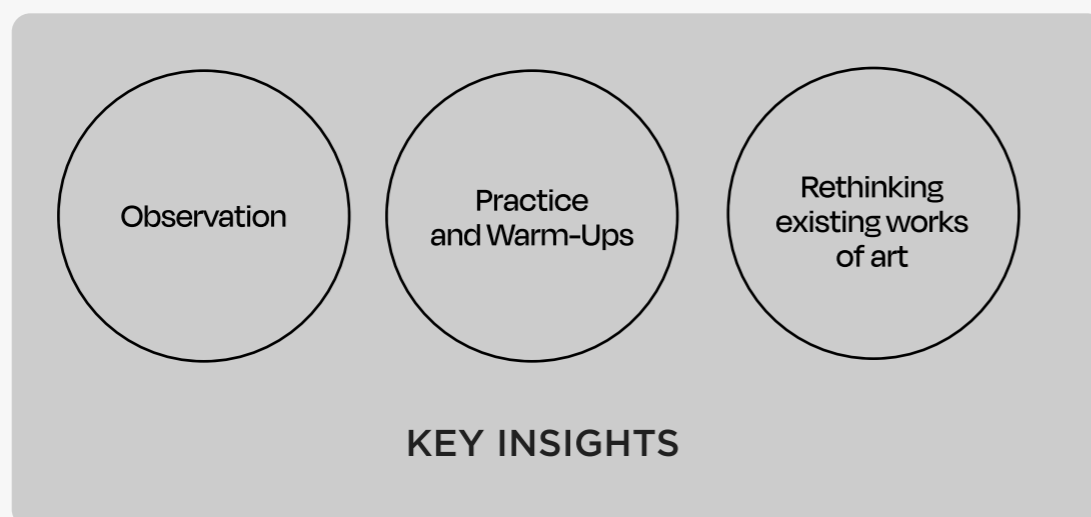 Observation
Practice
and Warm-Ups
Rethinking
existing works
of art
KEY INSIGHTS